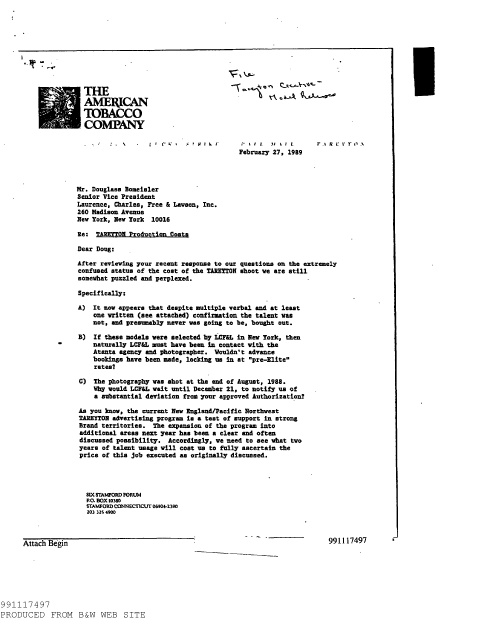 File
Tareyton Creative -
Model Releases
THE
AMERICAN
TOBACCO
COMPANY
LUCKY STRIKE PALL MALL TAREYTON
February 27, 1989
Mr. Douglass Bomeisler
Senior Vice President
Laurence, Charles, Free & Lawson, Inc.
260 Madison Avenue
New York, New York 10016
Re: TAREYTON Production Costs
Dear Doug:
After reviewing your recent response to our questions on the extremely
confused status of the cost of the TAREYTON shoot we are still
somewhat puzzled and perplexed.
Specifically:
A) It now appears that despite multiple verbal and at least
one written (see attached) confirmation the talent was
not, and presumably never was going to be, bought out.
B) If these models were selected by LCF&L in New York, then
naturally LCF&L must have been in contact with the
Atanta agency and photographer. Wouldn't advance
bookings have been made, locking us in at "pre-Elite"
rates?
C) The photography was shot at the end of August, 1988.
Why would LCF&L wait until December 21, to notify us of
a substantial deviation from your approved Authorization?
As you know, the current New England/Pacific Northwest
TAREYTON advertising program is a test of support in strong
Brand territories. The expansion of the program into
additional areas next year has been a clear and often
discussed possibility. Accordingly, we need to see what two
years of talent usage will cost us to fully ascertain the
price of this job executed as originally discussed.
SIX STAMFORD FORUM
P.O. BOX 10380
STAMFORD CONNECTICUT 06904-2380
203 325 4900
Attach Begin
991117497
991117497
PRODUCED FROM B&W WEB SITE